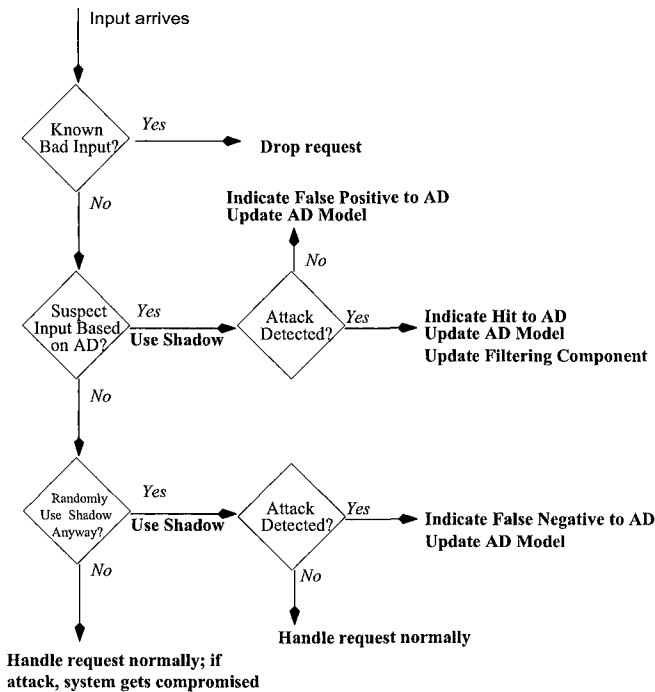 Input arrives
Known
Bad Input?
Yes
Drop request
No
Indicate False Positive to AD
Update AD Model
No
Suspect
Input Based
on AD?
Yes
Use Shadow
Attack
Detected?
Yes
Indicate Hit to AD
Update AD Model
Update Filtering Component
No
Randomly
Use Shadow
Anyway?
Yes
Use Shadow
Attack
Detected?
Yes
Indicate False Negative to AD
Update AD Model
No
No
Handle request normally
Handle request normally; if
attack, system gets compromised